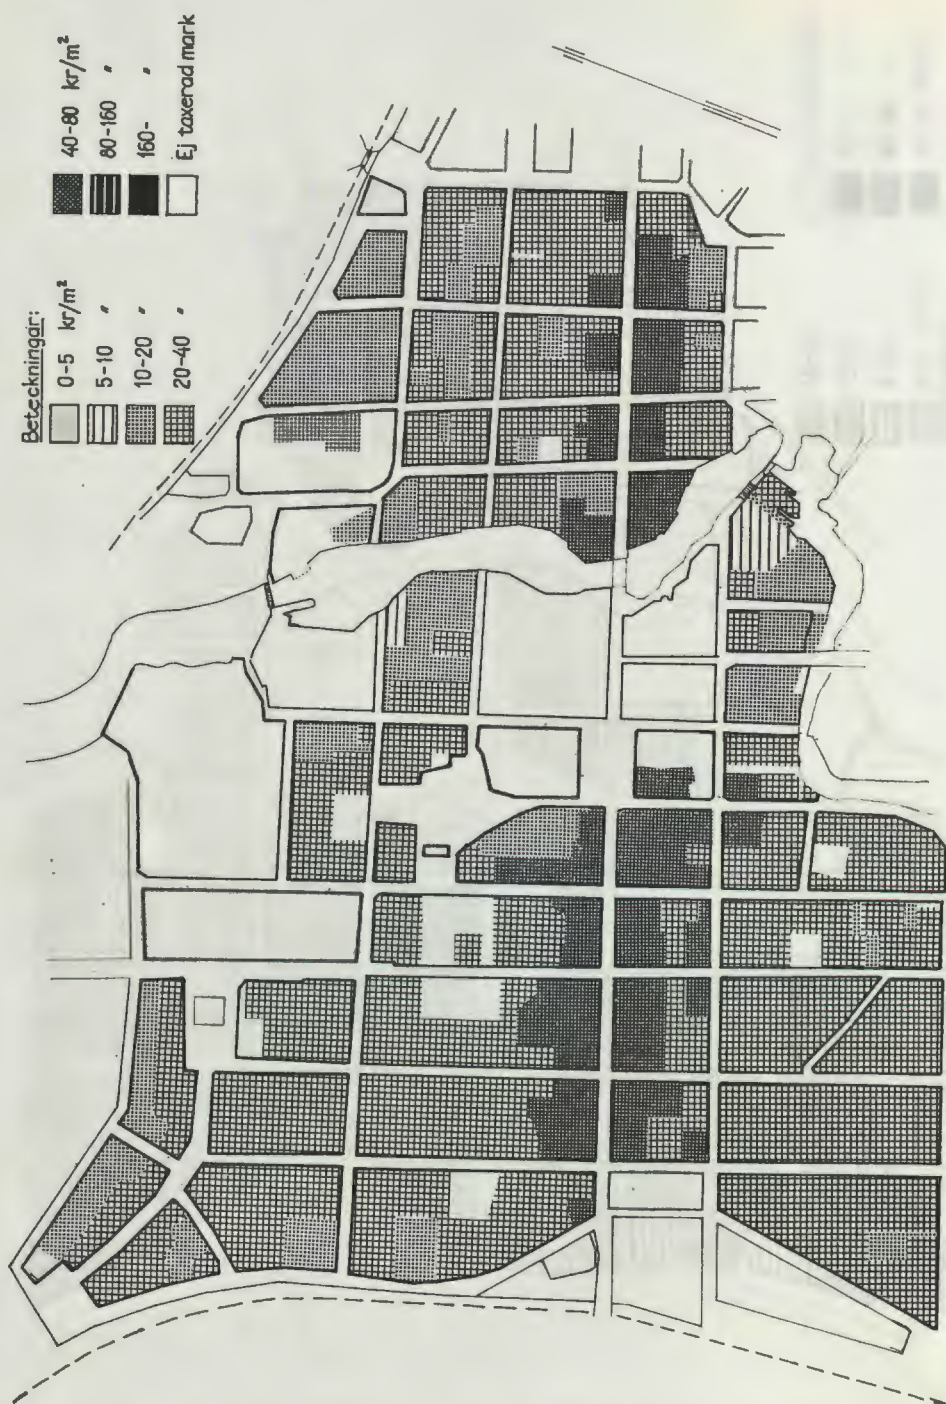 Beteckningar:
0-5 kr/m²
5-10 〃
10-20 〃
20-40 〃
40-80 kr/m²
80-160 〃
160- 〃
Ej taxerad mark